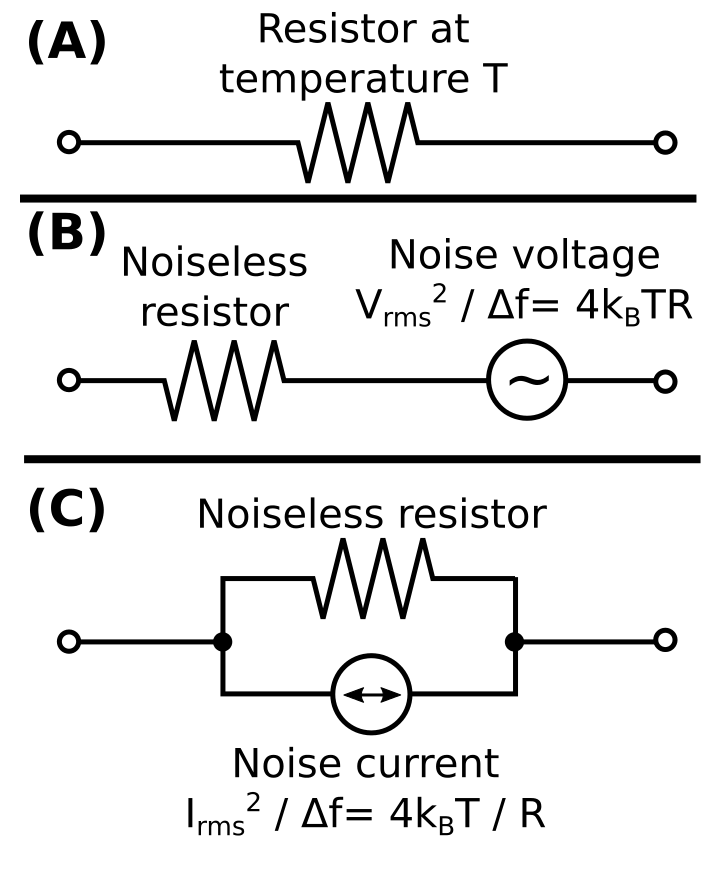 (A)
Resistor at
temperature T
(B)
Noiseless
resistor
Noise voltage
Vrms² / Δf= 4kBTR
~
(C)
Noiseless resistor
Noise current
Irms² / Δf= 4kBT / R